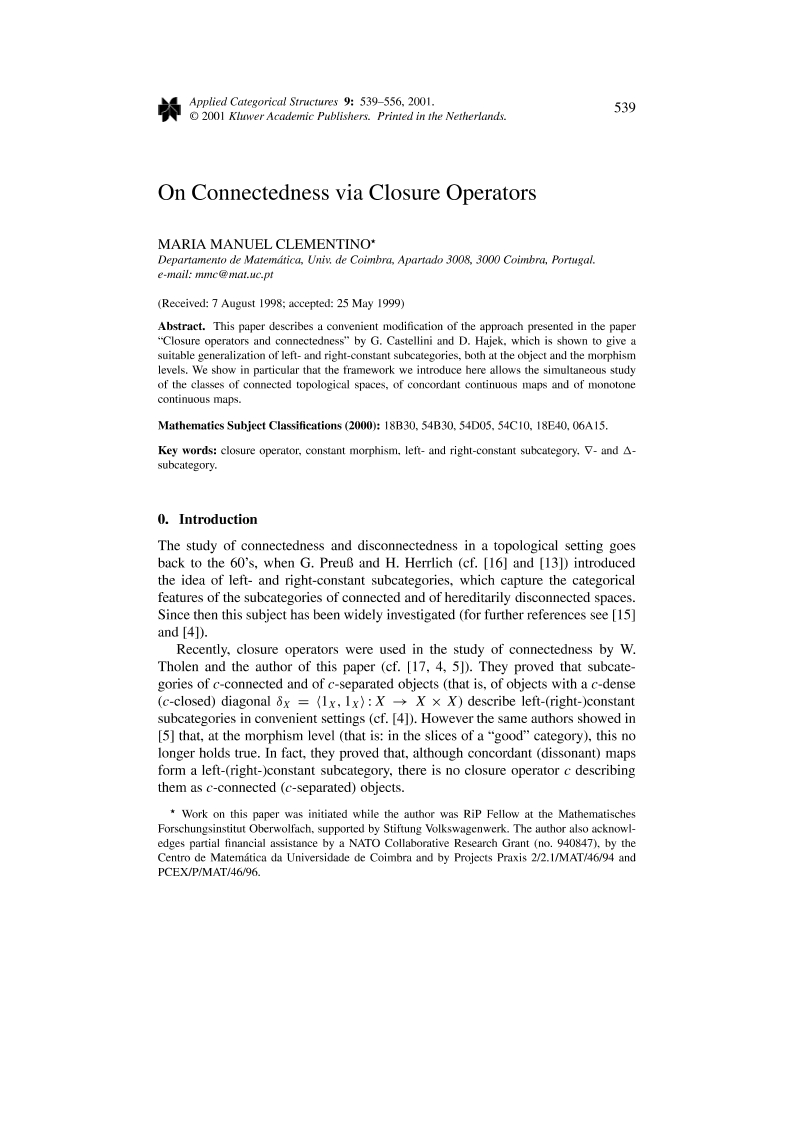 Applied Categorical Structures 9: 539–556, 2001.
© 2001 Kluwer Academic Publishers. Printed in the Netherlands.
539
On Connectedness via Closure Operators
MARIA MANUEL CLEMENTINO⋆
Departamento de Matemática, Univ. de Coimbra, Apartado 3008, 3000 Coimbra, Portugal.
e-mail: mmc@mat.uc.pt
(Received: 7 August 1998; accepted: 25 May 1999)
Abstract. This paper describes a convenient modification of the approach presented in the paper
“Closure operators and connectedness” by G. Castellini and D. Hajek, which is shown to give a
suitable generalization of left- and right-constant subcategories, both at the object and the morphism
levels. We show in particular that the framework we introduce here allows the simultaneous study
of the classes of connected topological spaces, of concordant continuous maps and of monotone
continuous maps.
Mathematics Subject Classifications (2000): 18B30, 54B30, 54D05, 54C10, 18E40, 06A15.
Key words: closure operator, constant morphism, left- and right-constant subcategory, ∇- and Δ-
subcategory.
0. Introduction
The study of connectedness and disconnectedness in a topological setting goes
back to the 60’s, when G. Preuß and H. Herrlich (cf. [16] and [13]) introduced
the idea of left- and right-constant subcategories, which capture the categorical
features of the subcategories of connected and of hereditarily disconnected spaces.
Since then this subject has been widely investigated (for further references see [15]
and [4]).
Recently, closure operators were used in the study of connectedness by W.
Tholen and the author of this paper (cf. [17, 4, 5]). They proved that subcate-
gories of c-connected and of c-separated objects (that is, of objects with a c-dense
(c-closed) diagonal δX = ⟨1X, 1X⟩ : X → X × X) describe left-(right-)constant
subcategories in convenient settings (cf. [4]). However the same authors showed in
[5] that, at the morphism level (that is: in the slices of a “good” category), this no
longer holds true. In fact, they proved that, although concordant (dissonant) maps
form a left-(right-)constant subcategory, there is no closure operator c describing
them as c-connected (c-separated) objects.
⋆ Work on this paper was initiated while the author was RiP Fellow at the Mathematisches
Forschungsinstitut Oberwolfach, supported by Stiftung Volkswagenwerk. The author also acknowl-
edges partial financial assistance by a NATO Collaborative Research Grant (no. 940847), by the
Centro de Matemática da Universidade de Coimbra and by Projects Praxis 2/2.1/MAT/46/94 and
PCEX/P/MAT/46/96.